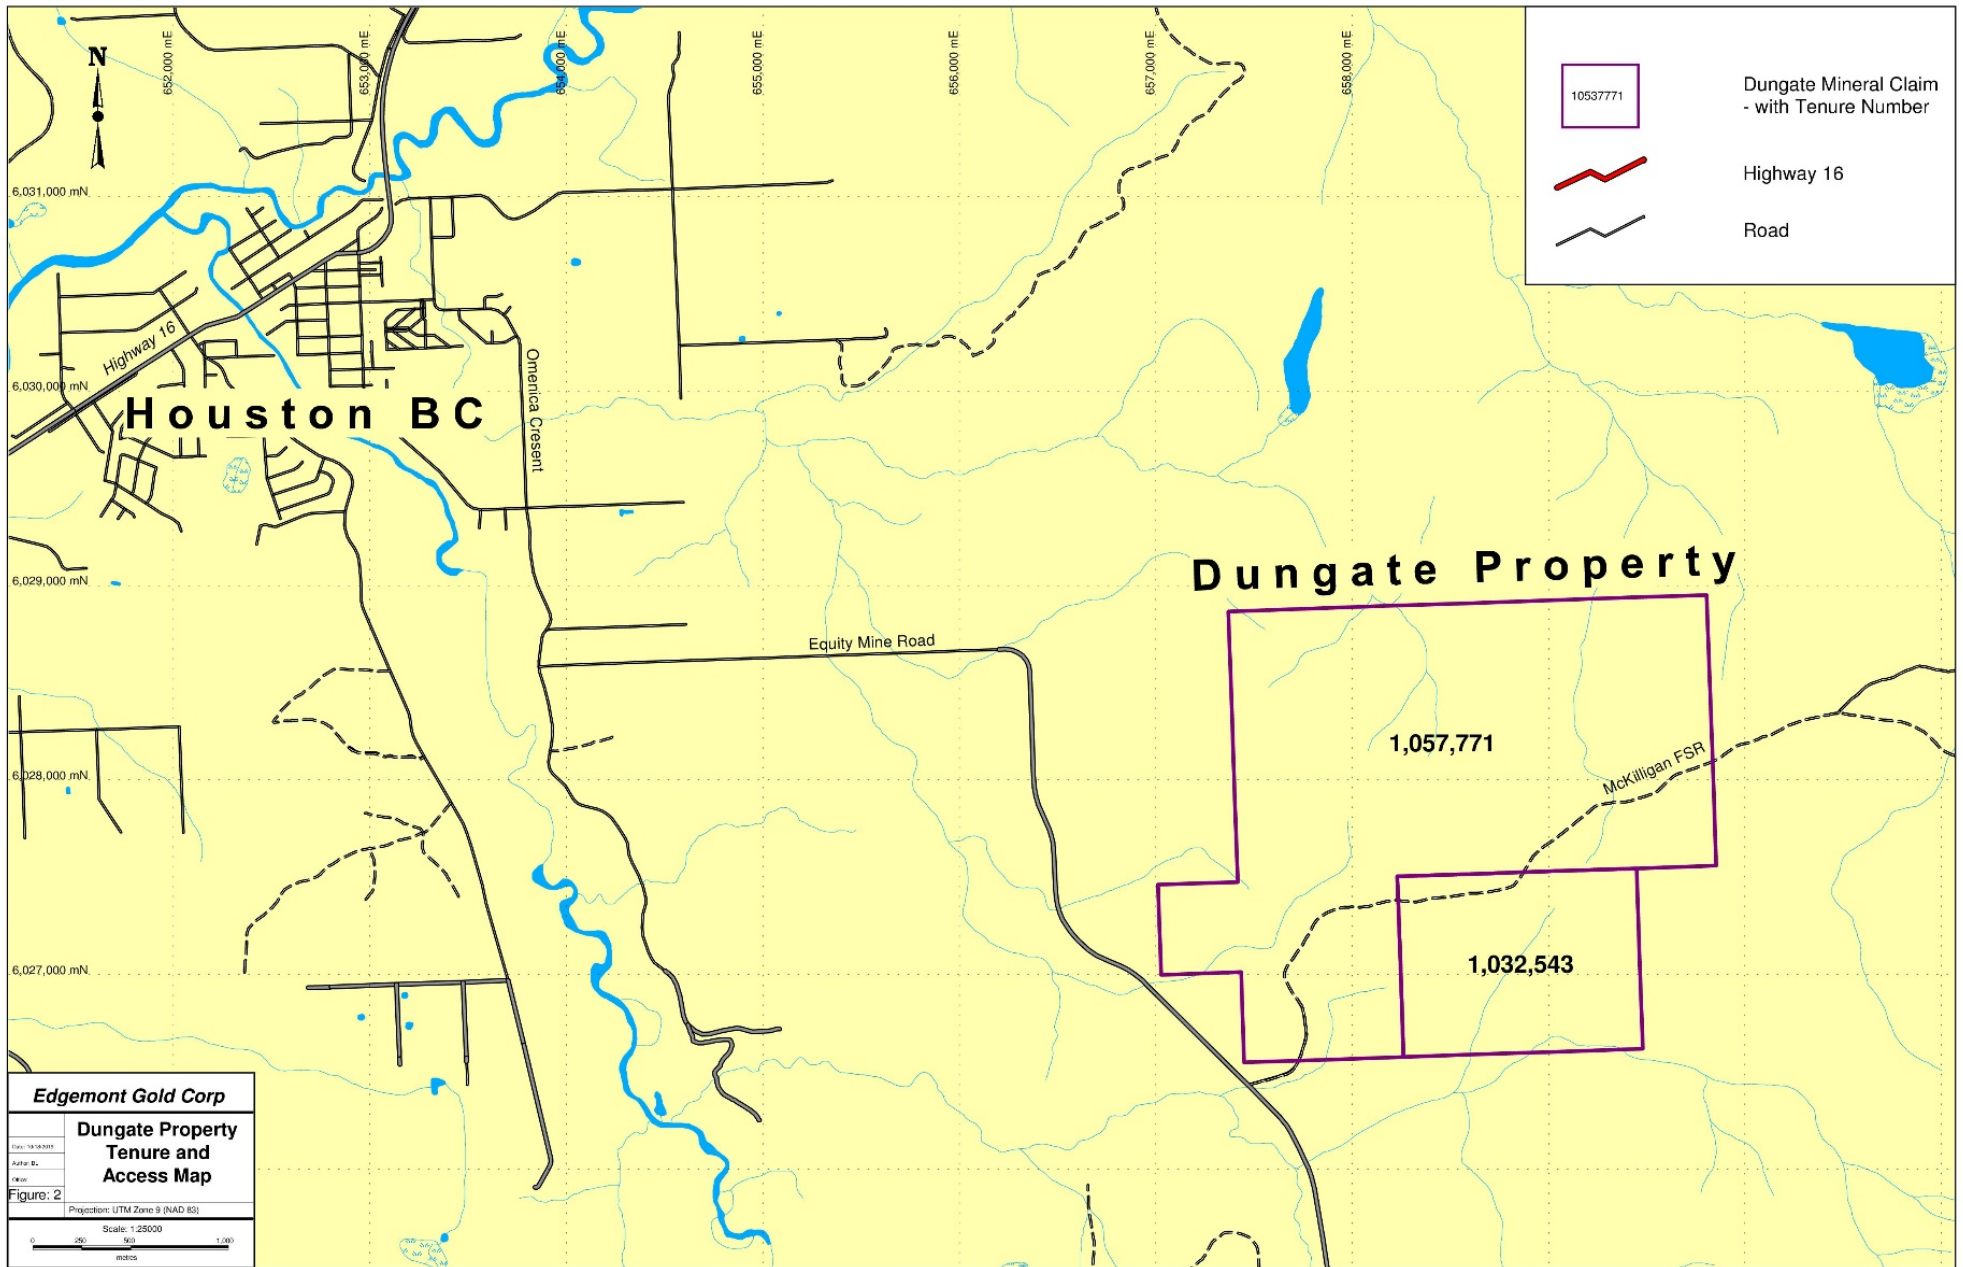 N
652,000 mE
653,000 mE
654,000 mE
655,000 mE
656,000 mE
657,000 mE
658,000 mE
10537771
Dungate Mineral Claim
- with Tenure Number
Highway 16
Road
6,031,000 mN
6,030,000 mN
6,029,000 mN
6,028,000 mN
6,027,000 mN
Highway 16
Houston BC
Omenica Cresent
Dungate Property
Equity Mine Road
1,057,771
McKilligan FSR
1,032,543
Edgemont Gold Corp
Dungate Property
Tenure and
Access Map
Author: BL
Office:
Figure: 2
Projection: UTM Zone 9 (NAD 83)
Scale: 1:25000
0 250 500 1,000
metres